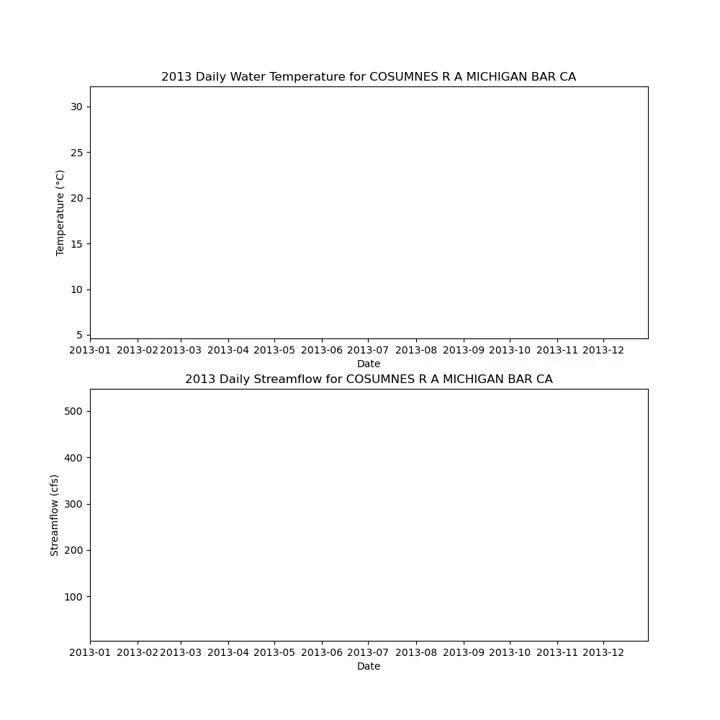 2013 Daily Water Temperature for COSUMNES R A MICHIGAN BAR CA
30
25
20
15
10
5
Temperature (°C)
2013-01 2013-02 2013-03 2013-04 2013-05 2013-06 2013-07 2013-08 2013-09 2013-10 2013-11 2013-12
Date
2013 Daily Streamflow for COSUMNES R A MICHIGAN BAR CA
500
400
300
200
100
Streamflow (cfs)
2013-01 2013-02 2013-03 2013-04 2013-05 2013-06 2013-07 2013-08 2013-09 2013-10 2013-11 2013-12
Date